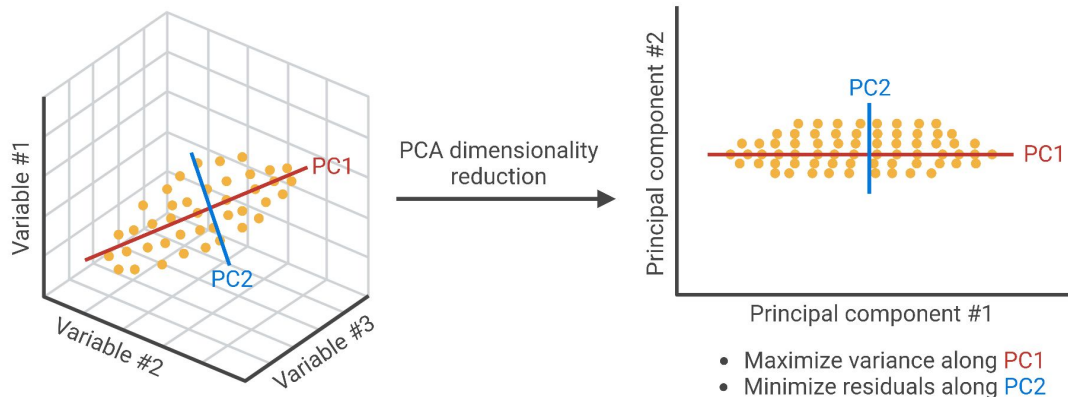 Variable #1
Variable #2
Variable #3
PC1
PC2
PCA dimensionality
reduction
Principal component #2
PC2
PC1
Principal component #1
• Maximize variance along PC1
• Minimize residuals along PC2